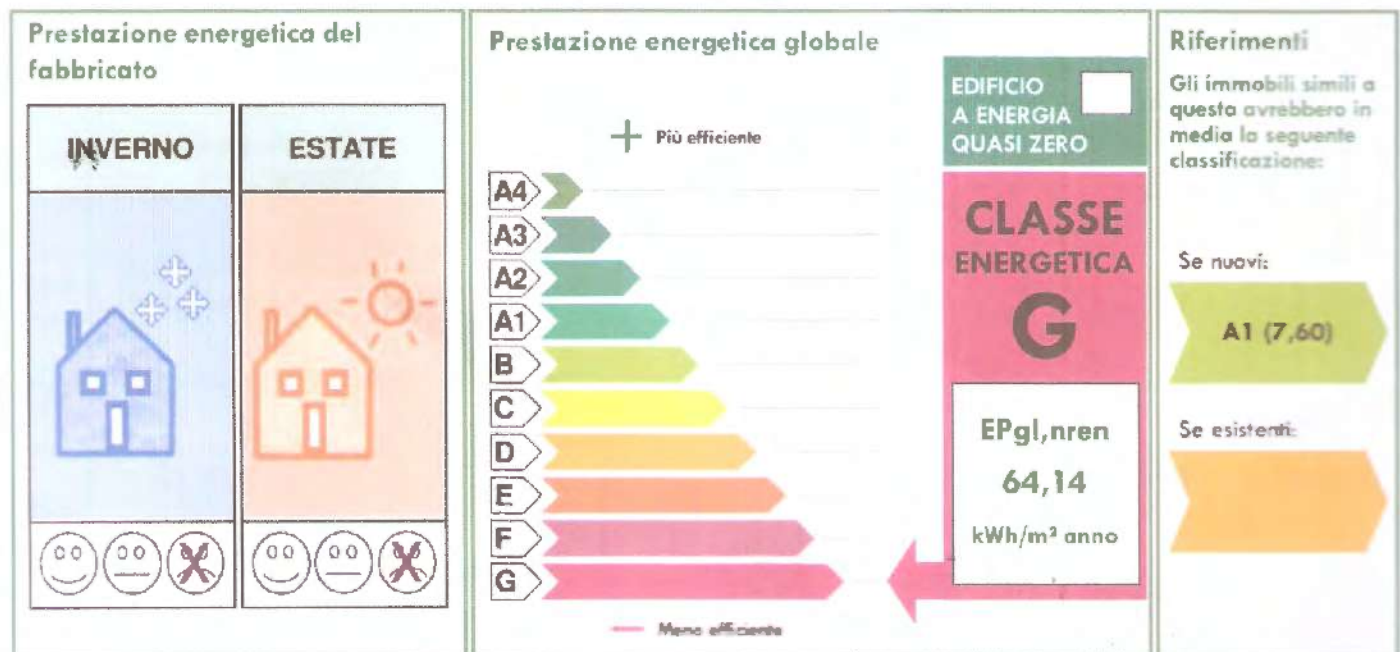 Prestazione energetica del
fabbricato
INVERNO
ESTATE
Prestazione energetica globale
+ Più efficiente
A4
A3
A2
A1
B
C
D
E
F
G
— Meno efficiente
EDIFICIO
A ENERGIA
QUASI ZERO
CLASSE
ENERGETICA
G
EPgl,nren
64,14
kWh/m² anno
Riferimenti
Gli immobili simili a
questo avrebbero in
media la seguente
classificazione:
Se nuovi:
A1 (7,60)
Se esistenti: